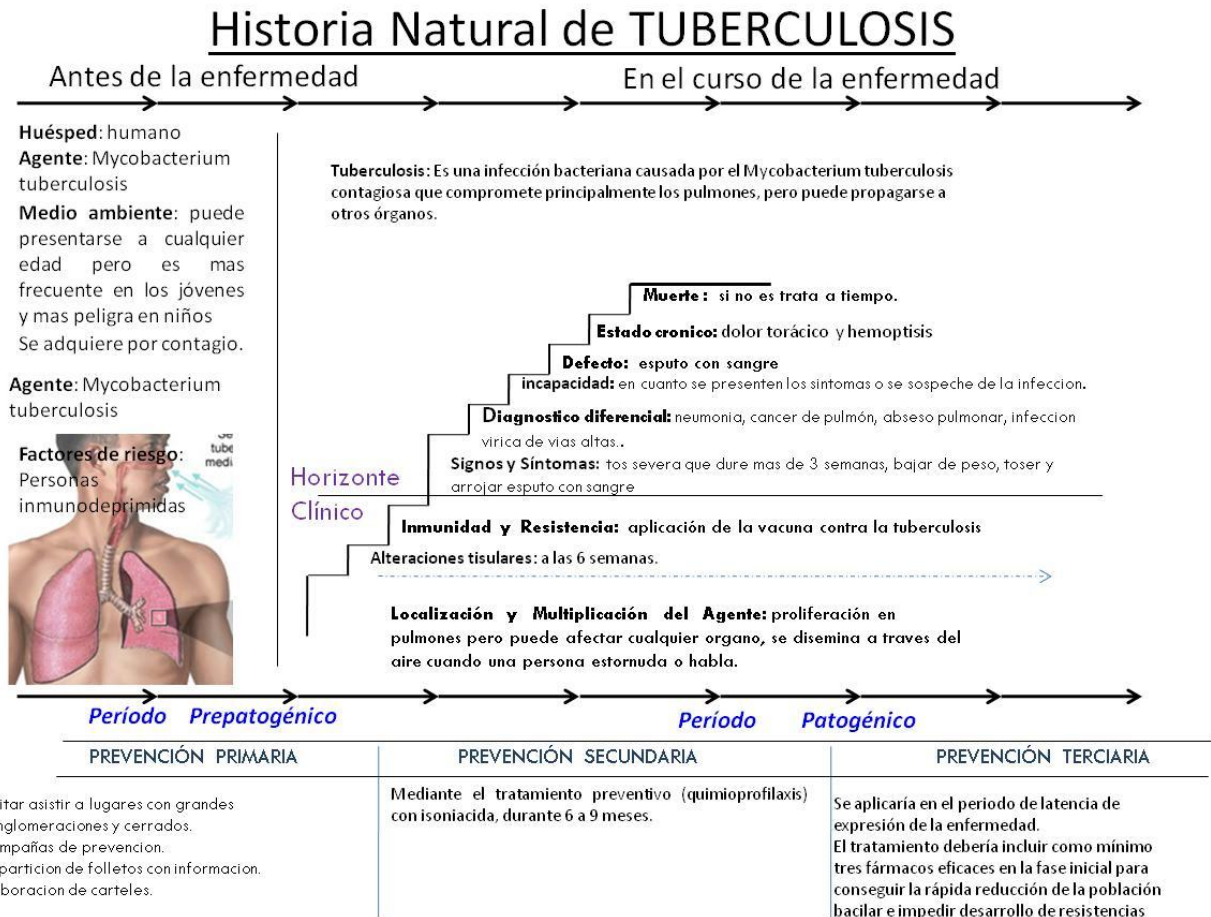 Historia Natural de TUBERCULOSIS
Antes de la enfermedad
En el curso de la enfermedad
Huésped: humano
Agente: Mycobacterium
tuberculosis
Medio ambiente: puede
presentarse a cualquier
edad pero es mas
frecuente en los jóvenes
y mas peligra en niños
Se adquiere por contagio.
Agente: Mycobacterium
tuberculosis
Factores de riesgo:
Personas
inmunodeprimidas
tube
medi
Tuberculosis: Es una infección bacteriana causada por el Mycobacterium tuberculosis
contagiosa que compromete principalmente los pulmones, pero puede propagarse a
otros órganos.
Muerte: si no es trata a tiempo.
Estado cronico: dolor torácico y hemoptisis
Defecto: esputo con sangre
incapacidad: en cuanto se presenten los sintomas o se sospeche de la infeccion.
Diagnostico diferencial: neumonia, cancer de pulmón, abseso pulmonar, infeccion
virica de vias altas..
Signos y Síntomas: tos severa que dure mas de 3 semanas, bajar de peso, toser y
arrojar esputo con sangre
Horizonte
Clínico
Inmunidad y Resistencia: aplicación de la vacuna contra la tuberculosis
Alteraciones tisulares: a las 6 semanas.
Localización y Multiplicación del Agente: proliferación en
pulmones pero puede afectar cualquier organo, se disemina a traves del
aire cuando una persona estornuda o habla.
Período Prepatogénico
Período Patogénico
PREVENCIÓN PRIMARIA
itar asistir a lugares con grandes
nglomeraciones y cerrados.
mpañas de prevencion.
particion de folletos con informacion.
boracion de carteles.
PREVENCIÓN SECUNDARIA
Mediante el tratamiento preventivo (quimioprofilaxis)
con isoniacida, durante 6 a 9 meses.
PREVENCIÓN TERCIARIA
Se aplicaría en el periodo de latencia de
expresión de la enfermedad.
El tratamiento debería incluir como mínimo
tres fármacos eficaces en la fase inicial para
conseguir la rápida reducción de la población
bacilar e impedir desarrollo de resistencias